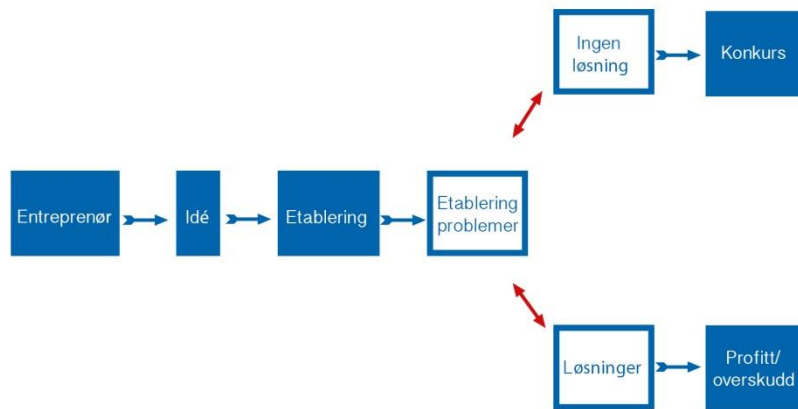 Ingen
løsning
Konkurs
Entreprenør
Idé
Etablering
Etablering
problemer
Løsninger
Profitt/
overskudd